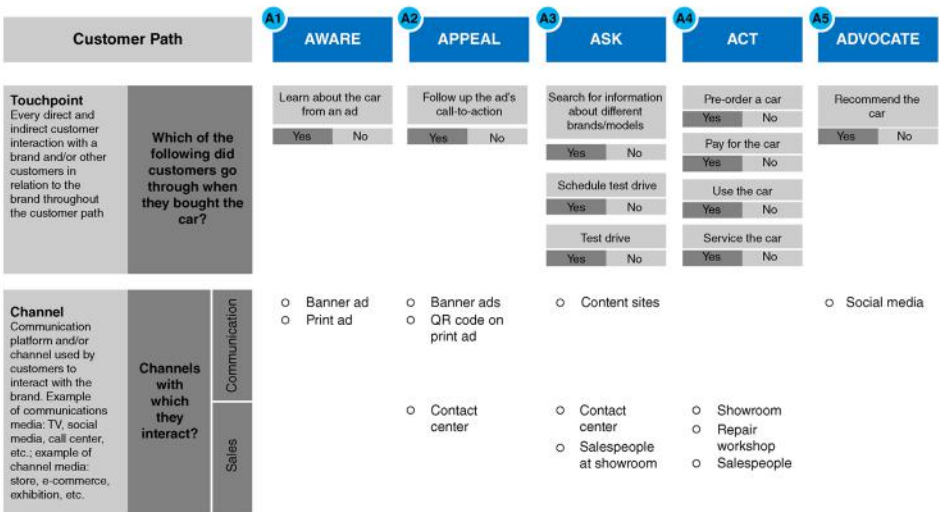 A1
A2
A3
A4
A5
Customer Path
AWARE
APPEAL
ASK
ACT
ADVOCATE
Touchpoint
Every direct and
indirect customer
interaction with a
brand and/or other
customers in
relation to the
brand throughout
the customer path
Which of the
following did
customers go
through when
they bought the
car?
Learn about the car
from an ad
Yes No
Follow up the ad's
call-to-action
Yes No
Search for information
about different
brands/models
Yes No
Schedule test drive
Yes No
Test drive
Yes No
Pre-order a car
Yes No
Pay for the car
Yes No
Use the car
Yes No
Service the car
Yes No
Recommend the
car
Yes No
Channel
Communication
platform and/or
channel used by
customers to
interact with the
brand. Example
of communications
media: TV, social
media, call center,
etc.; example of
channel media:
store, e-commerce,
exhibition, etc.
Channels
with
which
they
interact?
Communication
Banner ad
Print ad
Banner ads
QR code on
print ad
Content sites
Social media
Sales
Contact
center
Contact
center
Salespeople
at showroom
Showroom
Repair
workshop
Salespeople